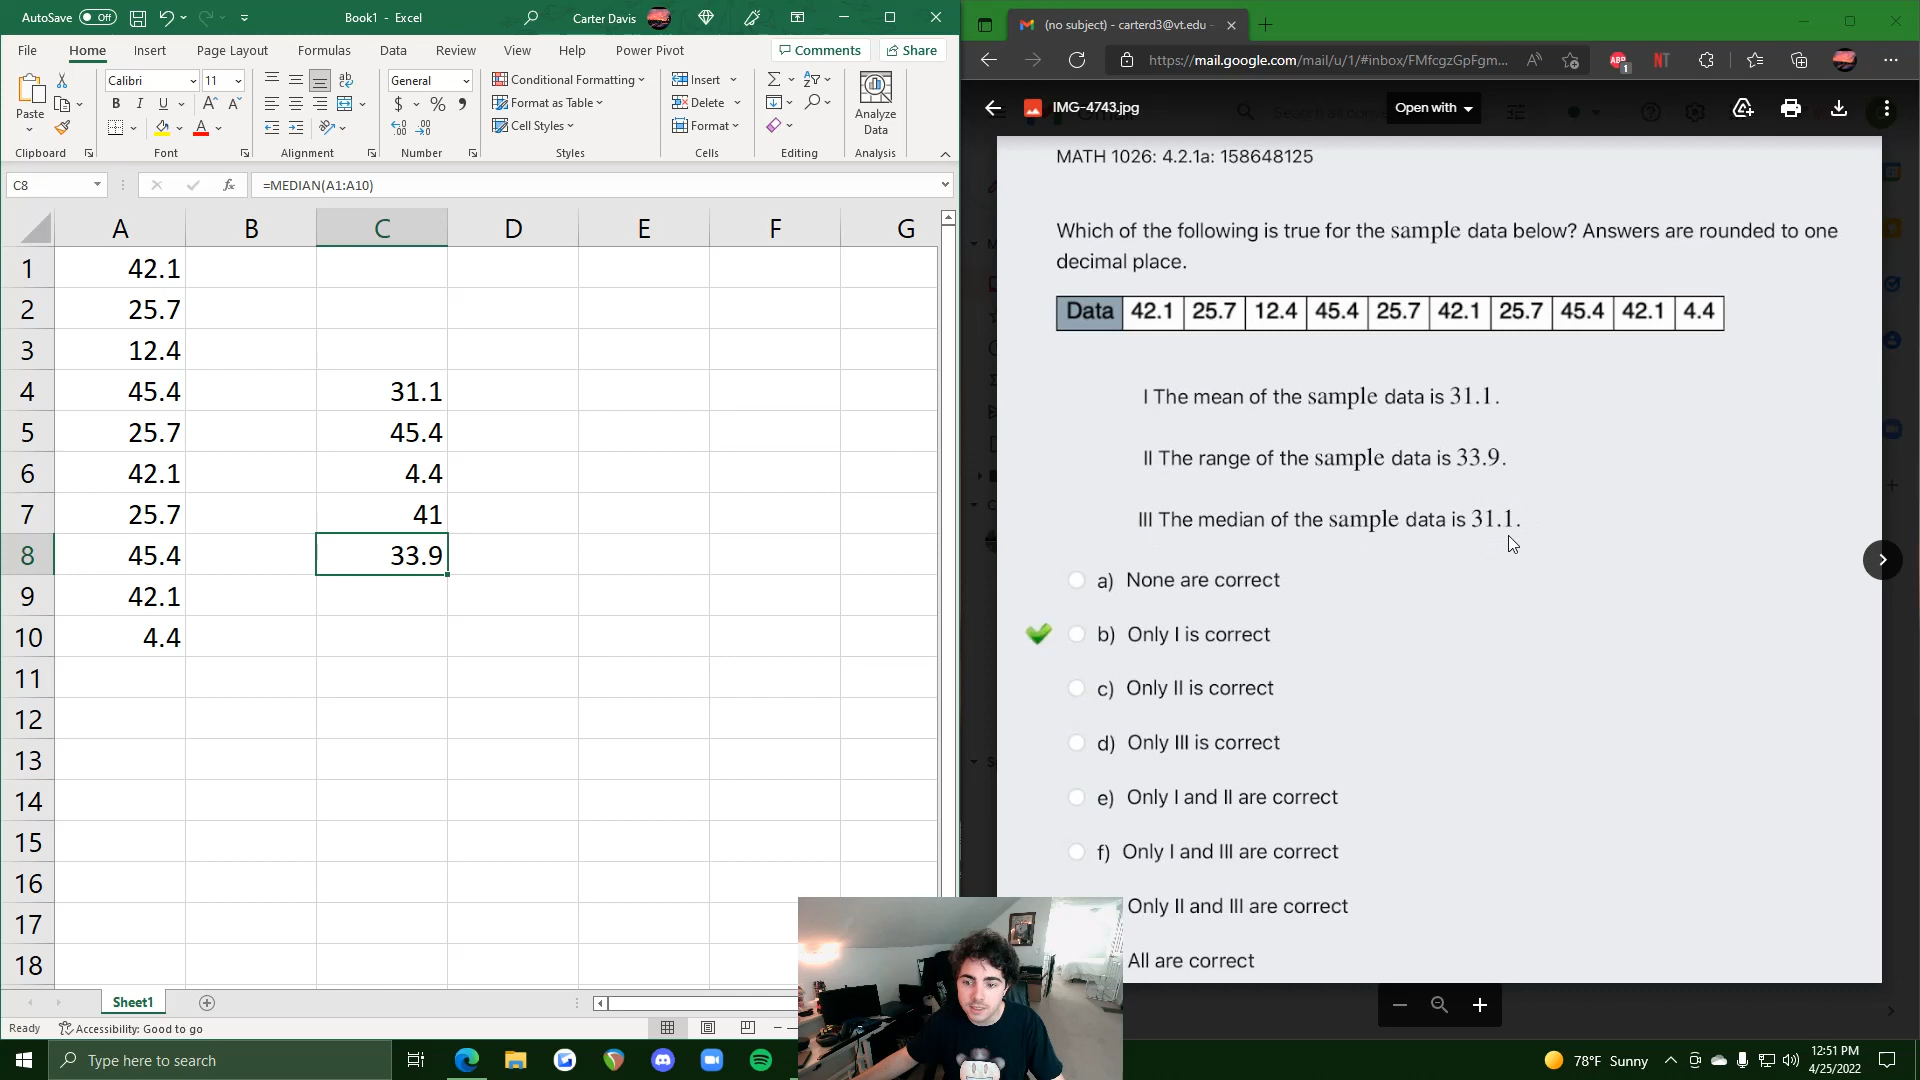 AutoSave Off Book1 - Excel Carter Davis
File Home Insert Page Layout Formulas Data Review View Help Power Pivot Comments Share
Paste Calibri 11 General Conditional Formatting Insert
B I U A A $ % 9 Format as Table Delete
Cell Styles Format Analyze Data
Clipboard Font Alignment Number Styles Cells Editing Analysis
C8 fx =MEDIAN(A1:A10)
A B C D E F G
1 42.1
2 25.7
3 12.4
4 45.4 31.1
5 25.7 45.4
6 42.1 4.4
7 25.7 41
8 45.4 33.9
9 42.1
10 4.4
11
12
13
14
15
16
17
18
Sheet1
Ready Accessibility: Good to go
(no subject) - carterd3@vt.edu -
https://mail.google.com/mail/u/1/#inbox/FMfcgzGpFgm...
IMG-4743.jpg Open with
MATH 1026: 4.2.1a: 158648125
Which of the following is true for the sample data below? Answers are rounded to one
decimal place.
Data 42.1 25.7 12.4 45.4 25.7 42.1 25.7 45.4 42.1 4.4
I The mean of the sample data is 31.1.
II The range of the sample data is 33.9.
III The median of the sample data is 31.1.
a) None are correct
b) Only I is correct
c) Only II is correct
d) Only III is correct
e) Only I and II are correct
f) Only I and III are correct
Only II and III are correct
All are correct
Type here to search
78°F Sunny 12:51 PM
4/25/2022